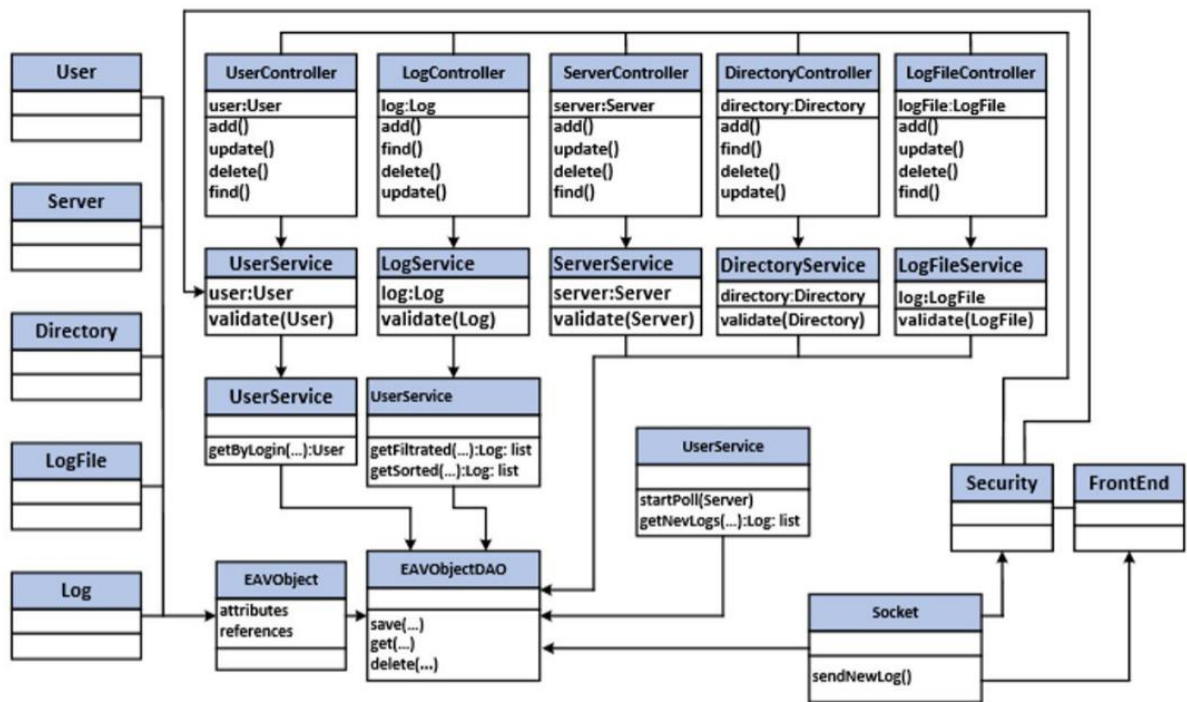 User
Server
Directory
LogFile
Log
UserController
user:User
add()
update()
delete()
find()
LogController
log:Log
add()
find()
delete()
update()
ServerController
server:Server
add()
update()
delete()
find()
DirectoryController
directory:Directory
add()
find()
delete()
update()
LogFileController
logFile:LogFile
add()
update()
delete()
find()
UserService
user:User
validate(User)
LogService
log:Log
validate(Log)
ServerService
server:Server
validate(Server)
DirectoryService
directory:Directory
validate(Directory)
LogFileService
log:LogFile
validate(LogFile)
UserService
getByLogin(...):User
UserService
getFiltrated(...):Log: list
getSorted(...):Log: list
UserService
startPoll(Server)
getNevLogs(...):Log: list
Security
FrontEnd
EAVObject
attributes
references
EAVObjectDAO
save(...)
get(...)
delete(...)
Socket
sendNewLog()